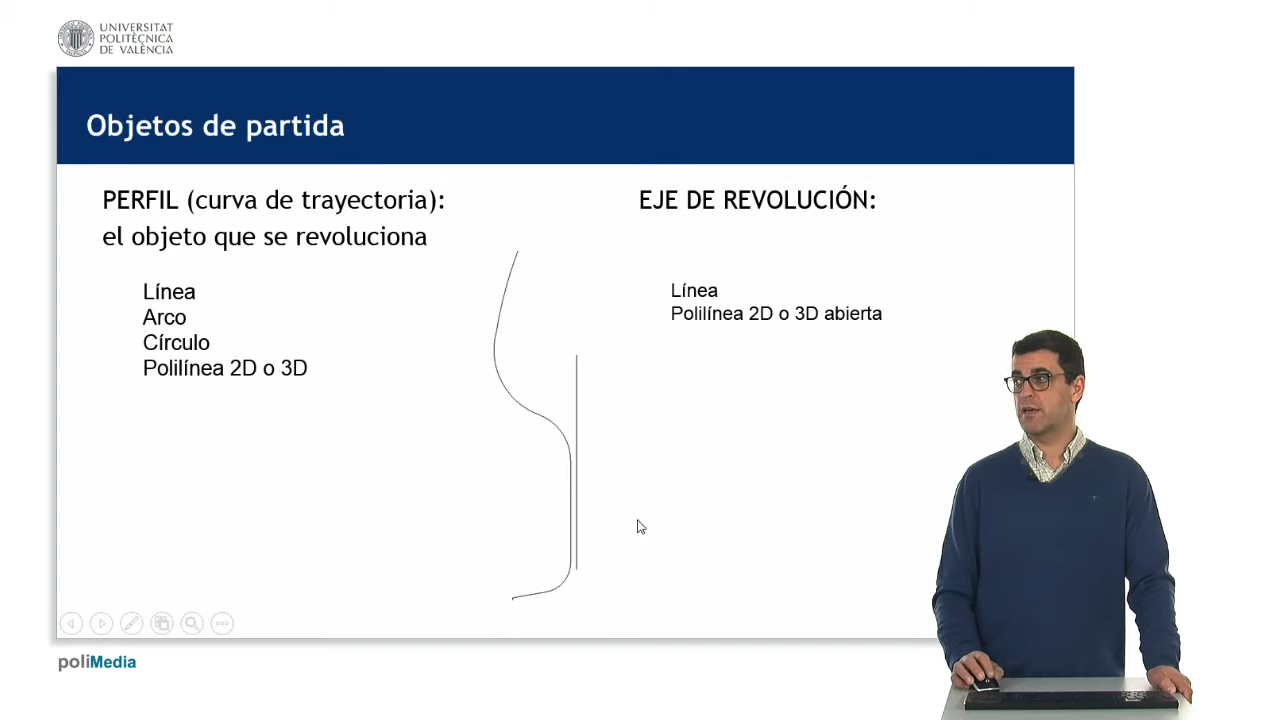 UNIVERSITAT
POLITÈCNICA
DE VALÈNCIA
Objetos de partida
PERFIL (curva de trayectoria):
el objeto que se revoluciona
Línea
Arco
Círculo
Polilínea 2D o 3D
EJE DE REVOLUCIÓN:
Línea
Polilínea 2D o 3D abierta
poliMedia